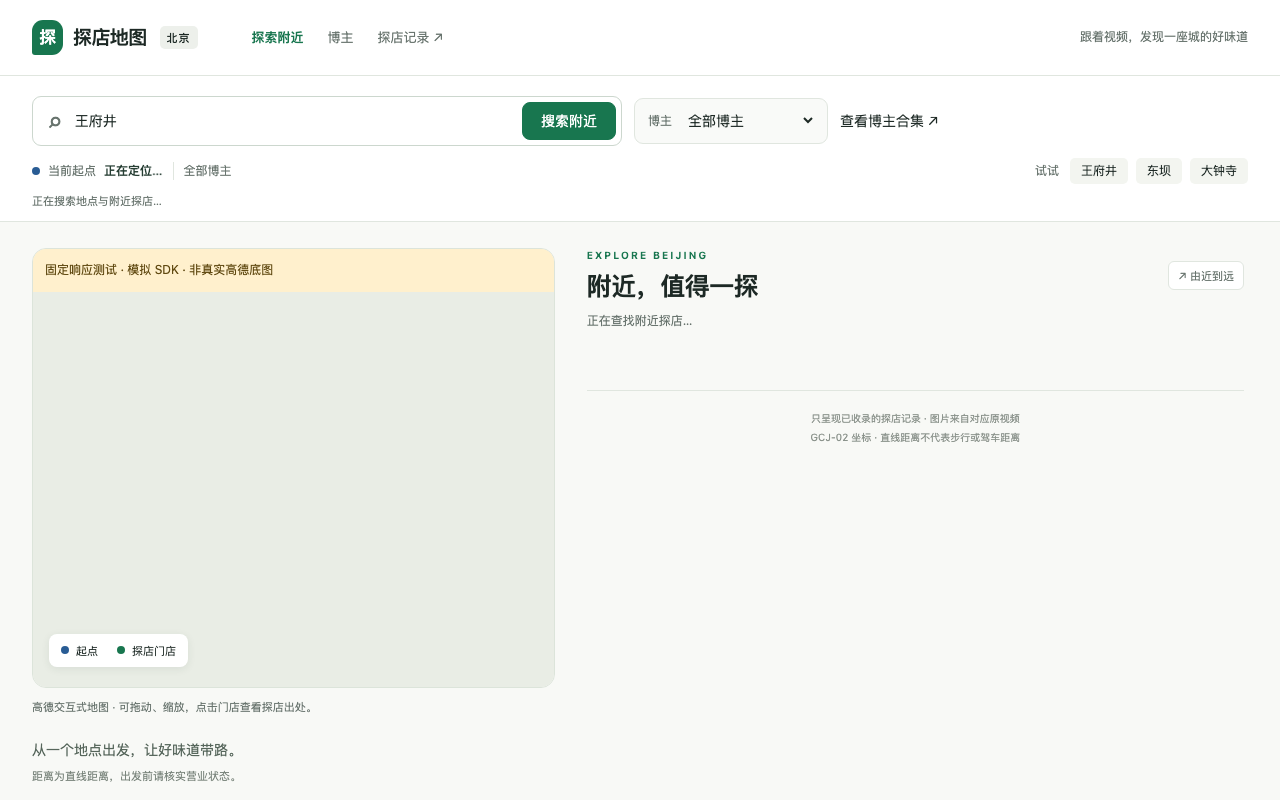 探 探店地图 北京 探索附近 博主 探店记录 ↗ 跟着视频，发现一座城的好味道
王府井 搜索附近 博主 全部博主 查看博主合集 ↗
当前起点 正在定位... 全部博主 试试 王府井 东坝 大钟寺
正在搜索地点与附近探店...
固定响应测试 · 模拟 SDK · 非真实高德底图
起点 探店门店
高德交互式地图 · 可拖动、缩放，点击门店查看探店出处。
从一个地点出发，让好味道带路。
距离为直线距离，出发前请核实营业状态。
EXPLORE BEIJING
附近，值得一探
↗ 由近到远
正在查找附近探店...
只呈现已收录的探店记录 · 图片来自对应原视频
GCJ-02 坐标 · 直线距离不代表步行或驾车距离